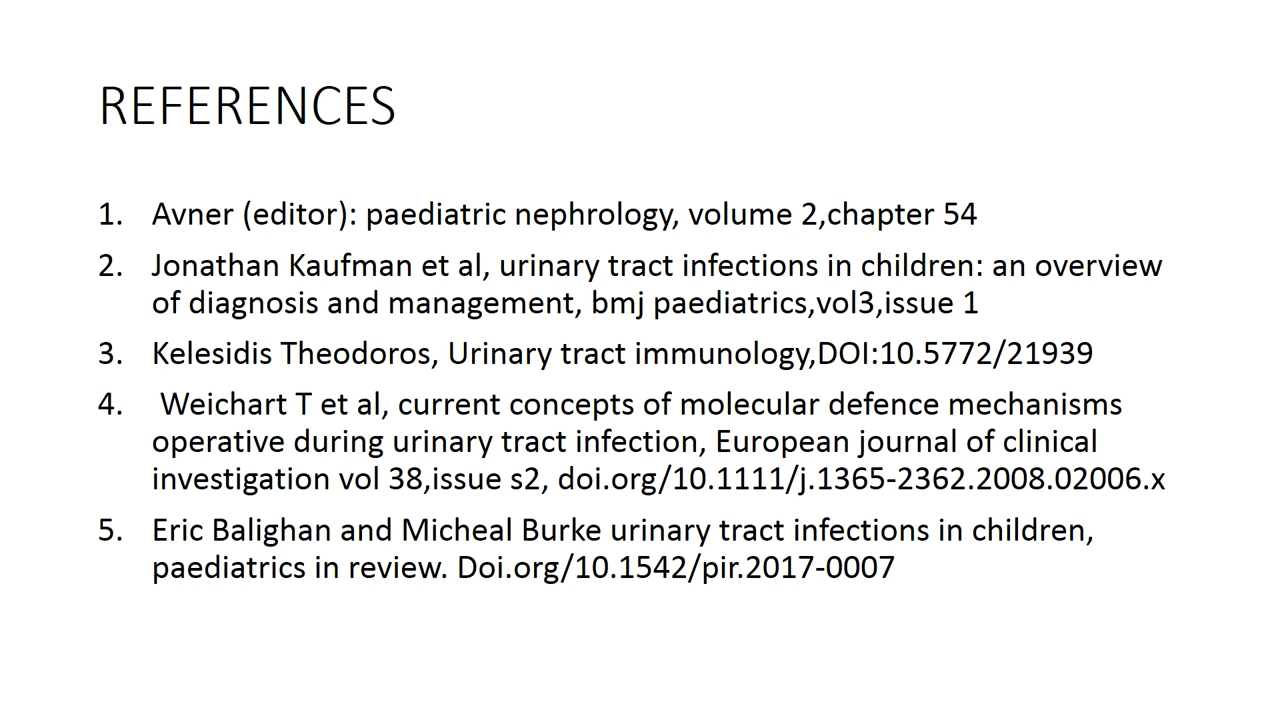 REFERENCES
1. Avner (editor): paediatric nephrology, volume 2,chapter 54
2. Jonathan Kaufman et al, urinary tract infections in children: an overview
of diagnosis and management, bmj paediatrics,vol3,issue 1
3. Kelesidis Theodoros, Urinary tract immunology,DOI:10.5772/21939
4. Weichart T et al, current concepts of molecular defence mechanisms
operative during urinary tract infection, European journal of clinical
investigation vol 38,issue s2, doi.org/10.1111/j.1365-2362.2008.02006.x
5. Eric Balighan and Micheal Burke urinary tract infections in children,
paediatrics in review. Doi.org/10.1542/pir.2017-0007